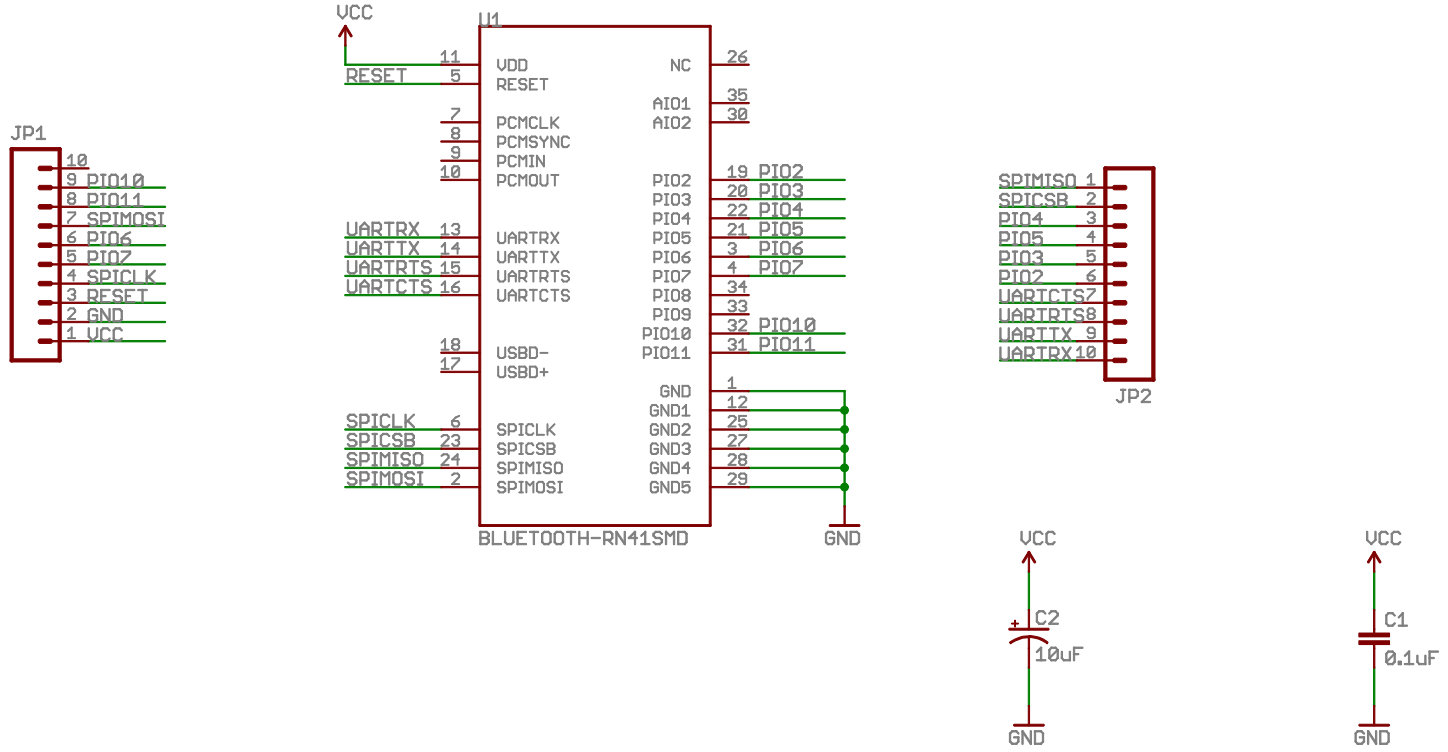 VCC
U1
11 VDD
RESET 5 RESET
7 PCMCLK
8 PCMSYNC
9 PCMIN
10 PCMOUT
UARTRX 13 UARTRX
UARTTX 14 UARTTX
UARTRTS 15 UARTRTS
UARTCTS 16 UARTCTS
18 USBD-
17 USBD+
SPICLK 6 SPICLK
SPICSB 23 SPICSB
SPIMISO 24 SPIMISO
SPIMOSI 2 SPIMOSI
NC 26
AIO1 35
AIO2 30
PIO2 19 PIO2
PIO3 20 PIO3
PIO4 22 PIO4
PIO5 21 PIO5
PIO6 3 PIO6
PIO7 4 PIO7
PIO8 34
PIO9 33
PIO10 32 PIO10
PIO11 31 PIO11
GND 1
GND1 12
GND2 25
GND3 27
GND4 28
GND5 29
BLUETOOTH-RN41SMD
GND
JP1
10
9 PIO10
8 PIO11
7 SPIMOSI
6 PIO6
5 PIO7
4 SPICLK
3 RESET
2 GND
1 VCC
SPIMISO 1
SPICSB 2
PIO4 3
PIO5 4
PIO3 5
PIO2 6
UARTCTS 7
UARTRTS 8
UARTTX 9
UARTRX 10
JP2
VCC
+ C2
10uF
GND
VCC
C1
0.1uF
GND